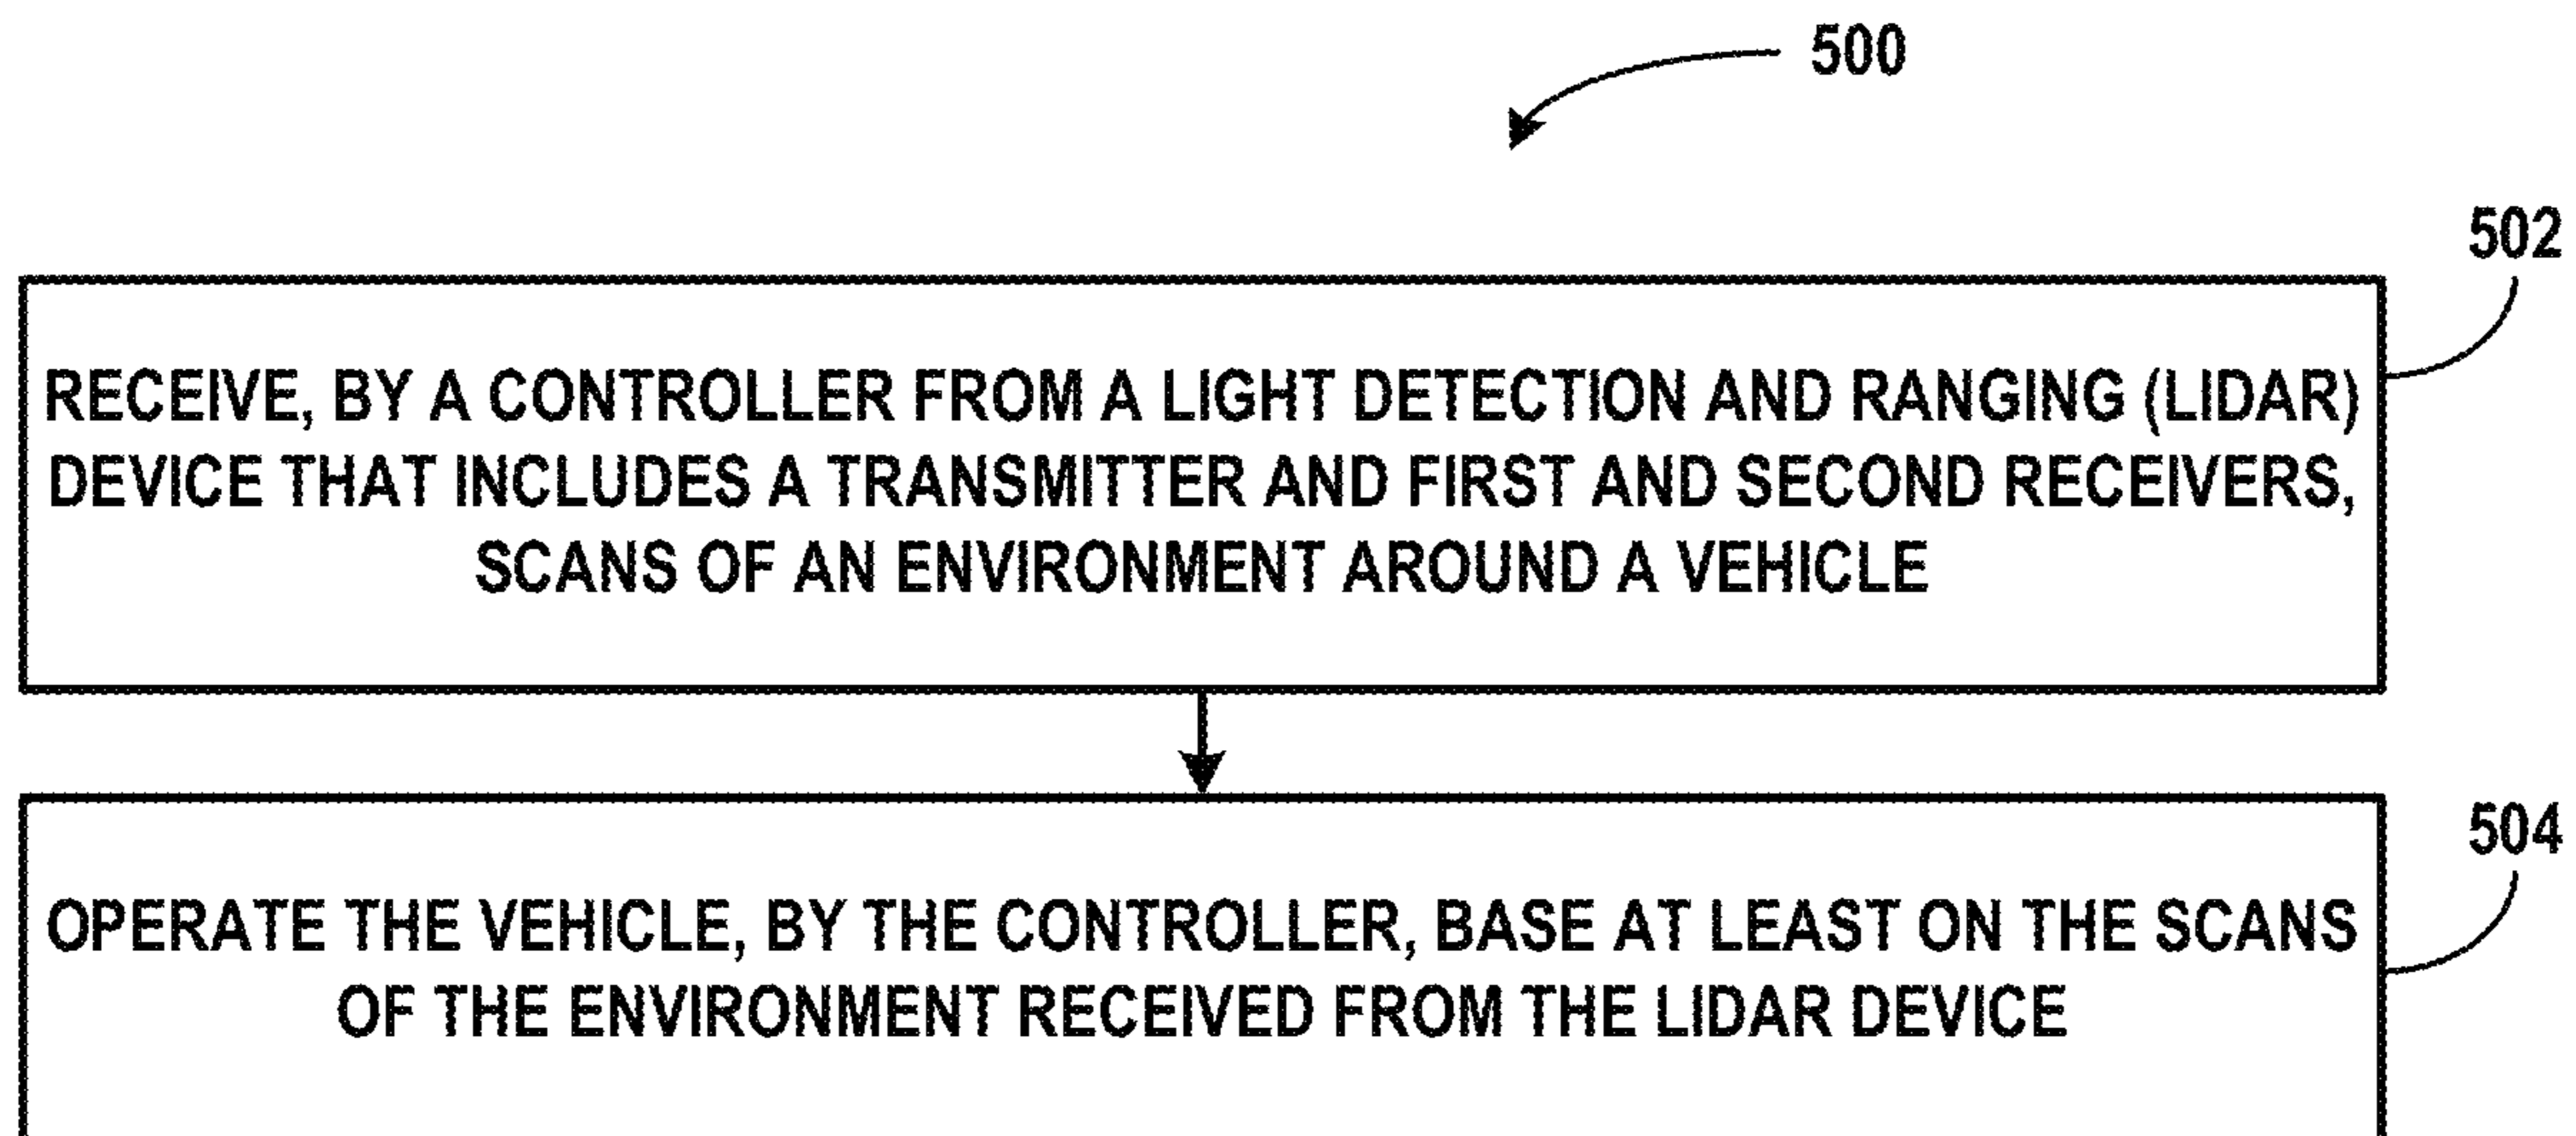 500
502
RECEIVE, BY A CONTROLLER FROM A LIGHT DETECTION AND RANGING (LIDAR)
DEVICE THAT INCLUDES A TRANSMITTER AND FIRST AND SECOND RECEIVERS,
SCANS OF AN ENVIRONMENT AROUND A VEHICLE
504
OPERATE THE VEHICLE, BY THE CONTROLLER, BASE AT LEAST ON THE SCANS
OF THE ENVIRONMENT RECEIVED FROM THE LIDAR DEVICE